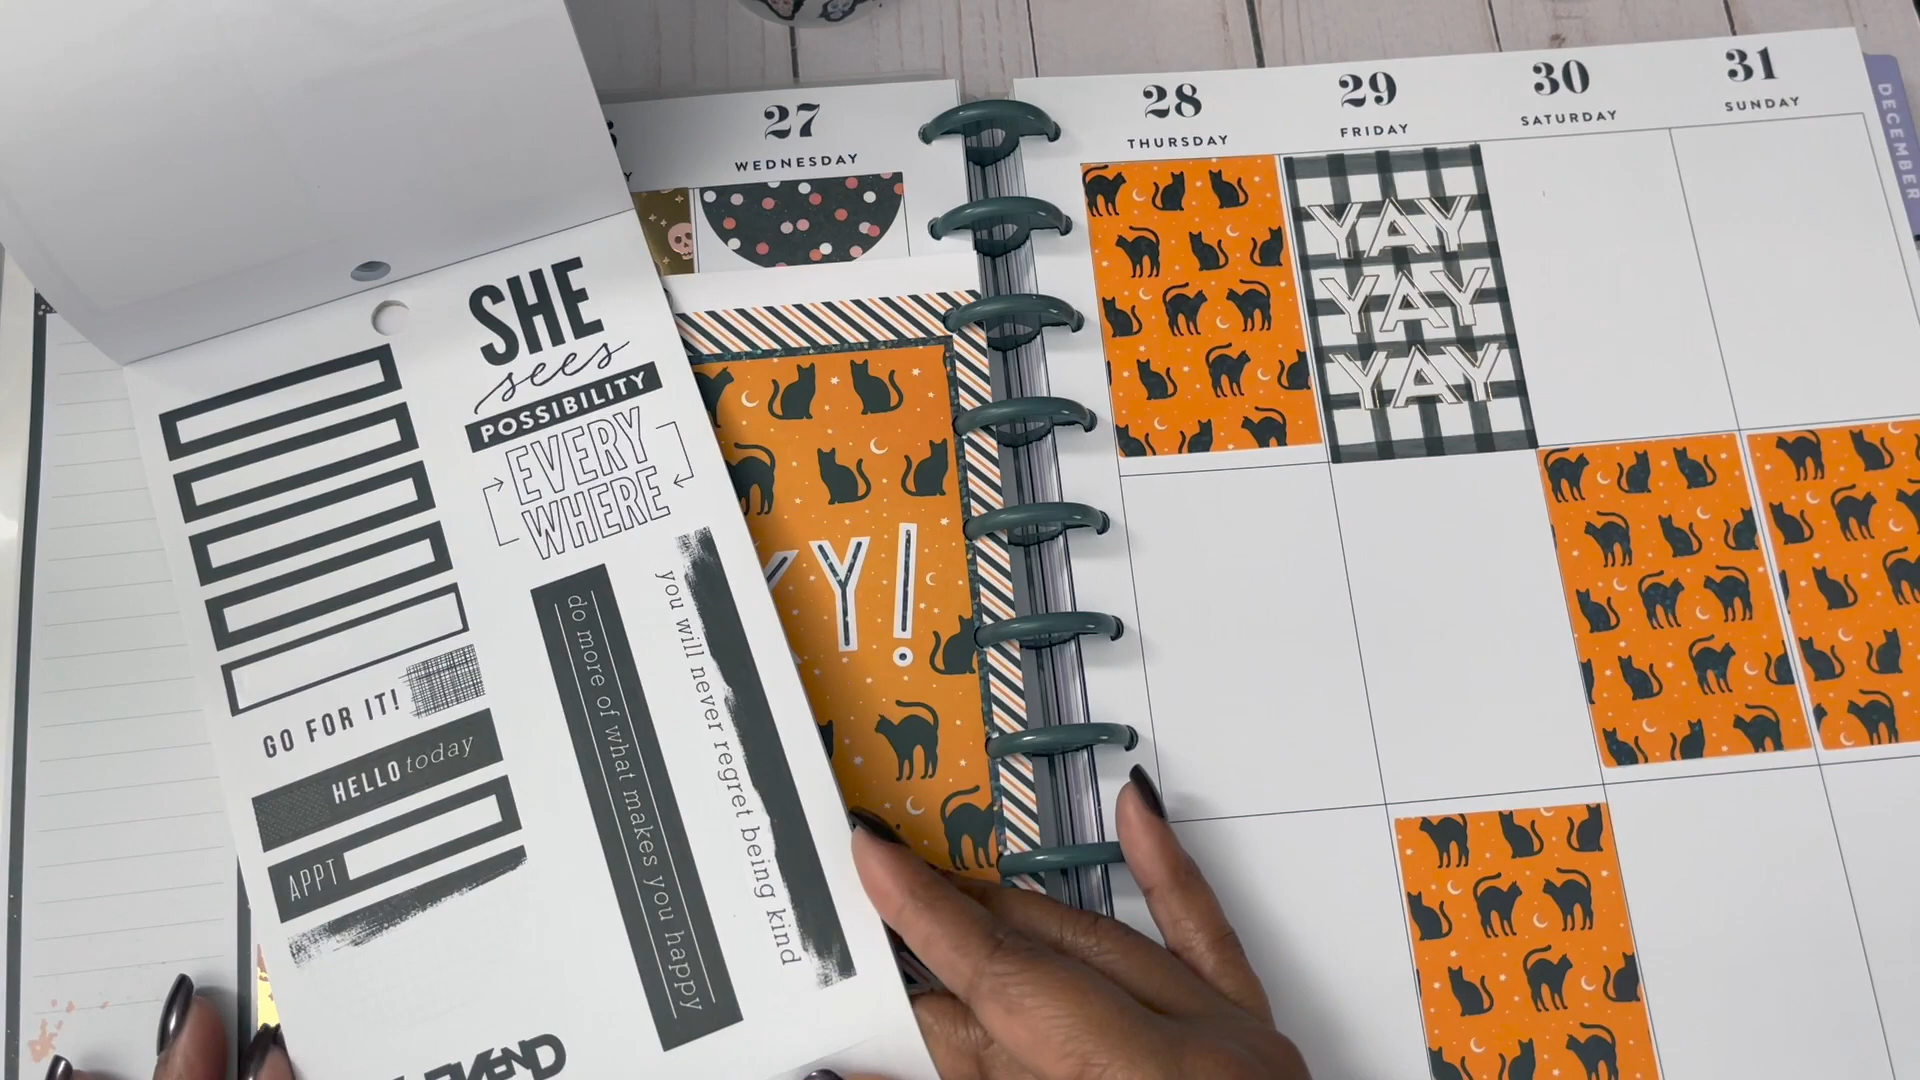 27
WEDNESDAY
28
THURSDAY
29
FRIDAY
30
SATURDAY
31
SUNDAY
DECEMBER
YAY
YAY
YAY
Y!
SHE
sees
POSSIBILITY
EVERY
WHERE
GO FOR IT!
HELLO today
APPT
do more of what makes you happy
you will never regret being kind